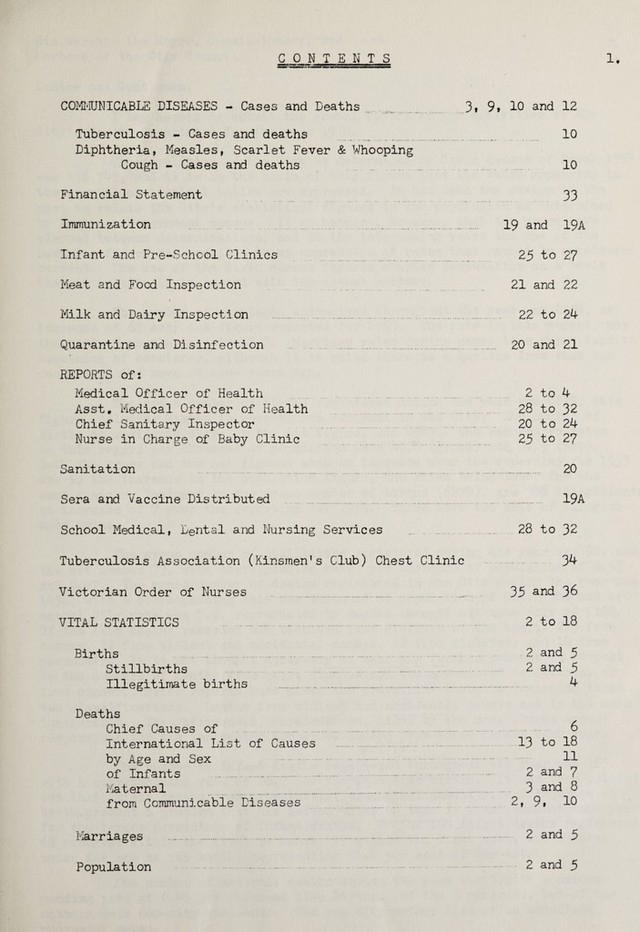 CONTENTS 1.
COMMUNICABLE DISEASES - Cases and Deaths 3, 9, 10 and 12
Tuberculosis - Cases and deaths 10
Diphtheria, Measles, Scarlet Fever & Whooping
Cough - Cases and deaths 10
Financial Statement 33
Immunization 19 and 19A
Infant and Pre-School Clinics 25 to 27
Meat and Food Inspection 21 and 22
Milk and Dairy Inspection 22 to 24
Quarantine and Disinfection 20 and 21
REPORTS of:
Medical Officer of Health 2 to 4
Asst. Medical Officer of Health 28 to 32
Chief Sanitary Inspector 20 to 24
Nurse in Charge of Baby Clinic 25 to 27
Sanitation 20
Sera and Vaccine Distributed 19A
School Medical, Dental and Nursing Services 28 to 32
Tuberculosis Association (Kinsmen's Club) Chest Clinic 34
Victorian Order of Nurses 35 and 36
VITAL STATISTICS 2 to 18
Births 2 and 5
Stillbirths 2 and 5
Illegitimate births 4
Deaths
Chief Causes of 6
International List of Causes 13 to 18
by Age and Sex 11
of Infants 2 and 7
Maternal 3 and 8
from Communicable Diseases 2, 9, 10
Marriages 2 and 5
Population 2 and 5